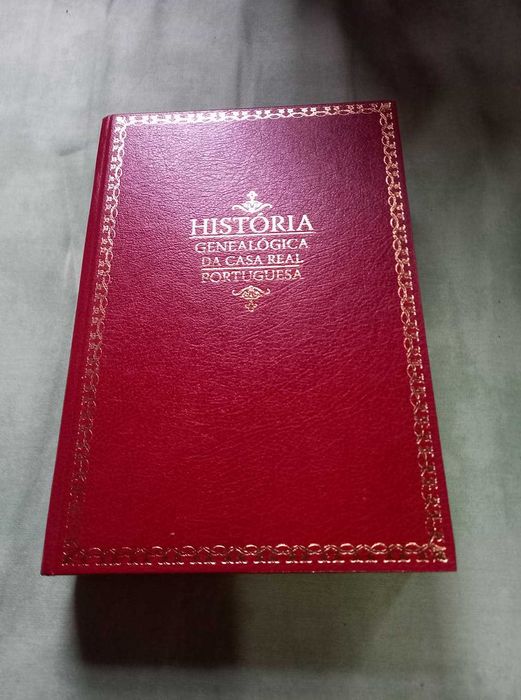 HISTÓRIA
GENEALÓGICA
DA CASA REAL
PORTUGUESA